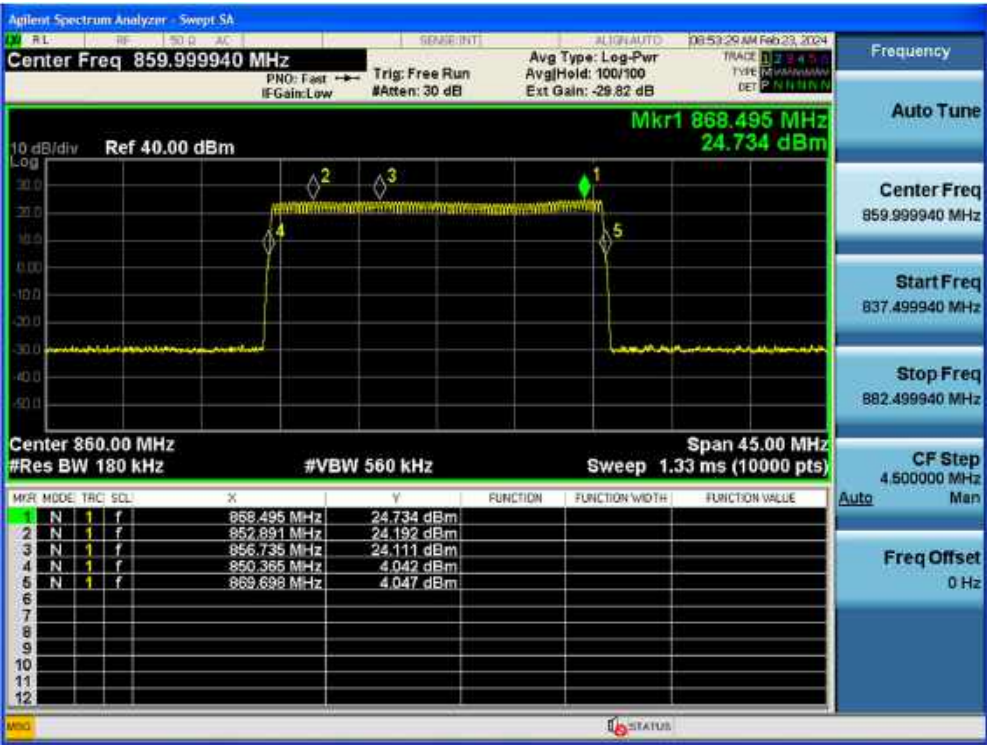 Agilent Spectrum Analyzer - Swept SA
RL RF 50 Ω AC SENSE:INT ALIGN AUTO 08:53:29 AM Feb 23, 2024
Center Freq 859.999940 MHz
PNO: Fast
IFGain:Low
Trig: Free Run
#Atten: 30 dB
Avg Type: Log-Pwr
Avg|Hold: 100/100
Ext Gain: -29.82 dB
TRACE 1 2 3 4 5 6
TYPE M
DET P N N N N N
Mkr1 868.495 MHz
24.734 dBm
10 dB/div Ref 40.00 dBm
Log
30.0
20.0
10.0
0.00
-10.0
-20.0
-30.0
-40.0
-50.0
2
3
1
4
5
Center 860.00 MHz Span 45.00 MHz
#Res BW 180 kHz #VBW 560 kHz Sweep 1.33 ms (10000 pts)
MKR MODE TRC SCL X Y FUNCTION FUNCTION WIDTH FUNCTION VALUE
1 N 1 f 868.495 MHz 24.734 dBm
2 N 1 f 852.891 MHz 24.192 dBm
3 N 1 f 856.735 MHz 24.111 dBm
4 N 1 f 850.365 MHz 4.042 dBm
5 N 1 f 869.698 MHz 4.047 dBm
6
7
8
9
10
11
12
MSG STATUS
Frequency
Auto Tune
Center Freq
859.999940 MHz
Start Freq
837.499940 MHz
Stop Freq
882.499940 MHz
CF Step
4.500000 MHz
Auto Man
Freq Offset
0 Hz